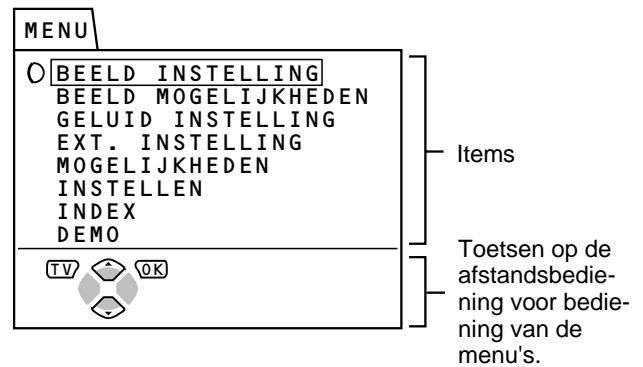 MENU
BEELD INSTELLING
BEELD MOGELIJKHEDEN
GELUID INSTELLING
EXT. INSTELLING
MOGELIJKHEDEN
INSTELLEN
INDEX
DEMO
Items
TV OK
Toetsen op de
afstandsbedie-
ning voor bedie-
ning van de
menu's.